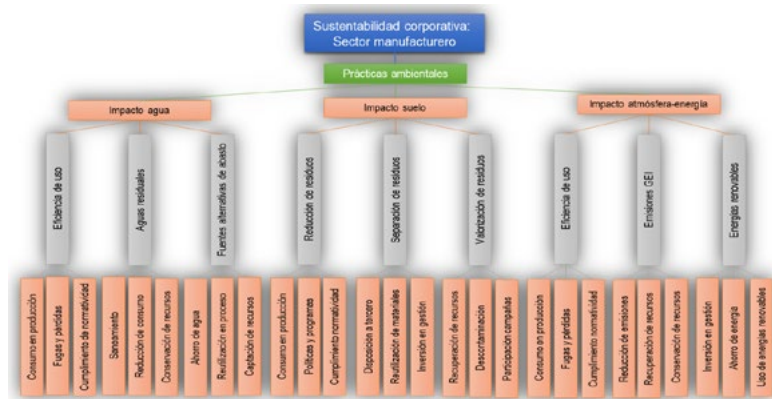 Sustentabilidad corporativa:
Sector manufacturero
Prácticas ambientales
Impacto agua
Impacto suelo
Impacto atmósfera-energía
Eficiencia de uso
Aguas residuales
Fuentes alternativas de abasto
Reducción de residuos
Separación de residuos
Valorización de residuos
Eficiencia de uso
Emisiones GEI
Energías renovables
Consumo en producción
Fugas y pérdidas
Cumplimiento de normatividad
Saneamiento
Reducción de consumo
Conservación de recursos
Ahorro de agua
Reutilización en proceso
Captación de recursos
Consumo en producción
Políticas y programas
Cumplimiento normatividad
Disposición a tercero
Reutilización de materiales
Inversión en gestión
Recuperación de recursos
Descontaminación
Participación campañas
Consumo en producción
Fugas y pérdidas
Cumplimiento normatividad
Reducción de emisiones
Recuperación de recursos
Conservación de recursos
Inversión en gestión
Ahorro de energía
Uso de energías renovables